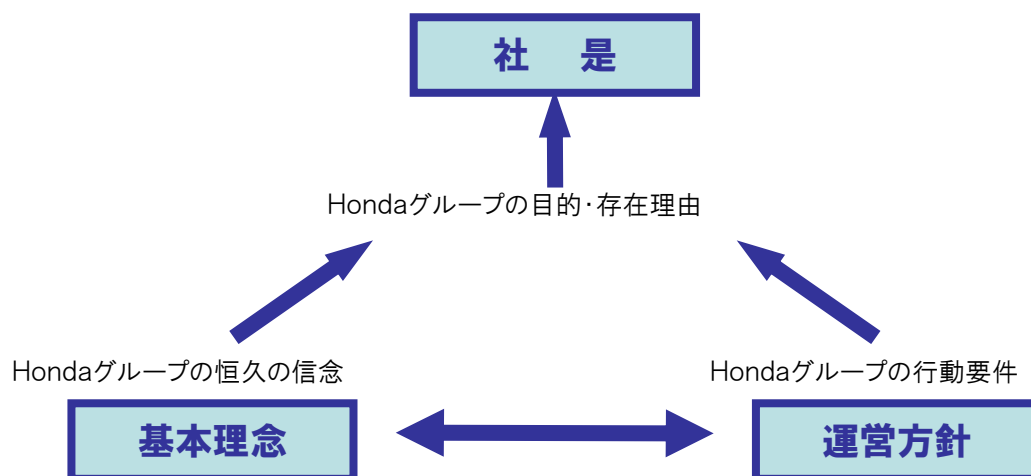 社　是
Hondaグループの目的・存在理由
Hondaグループの恒久の信念
Hondaグループの行動要件
基本理念
運営方針